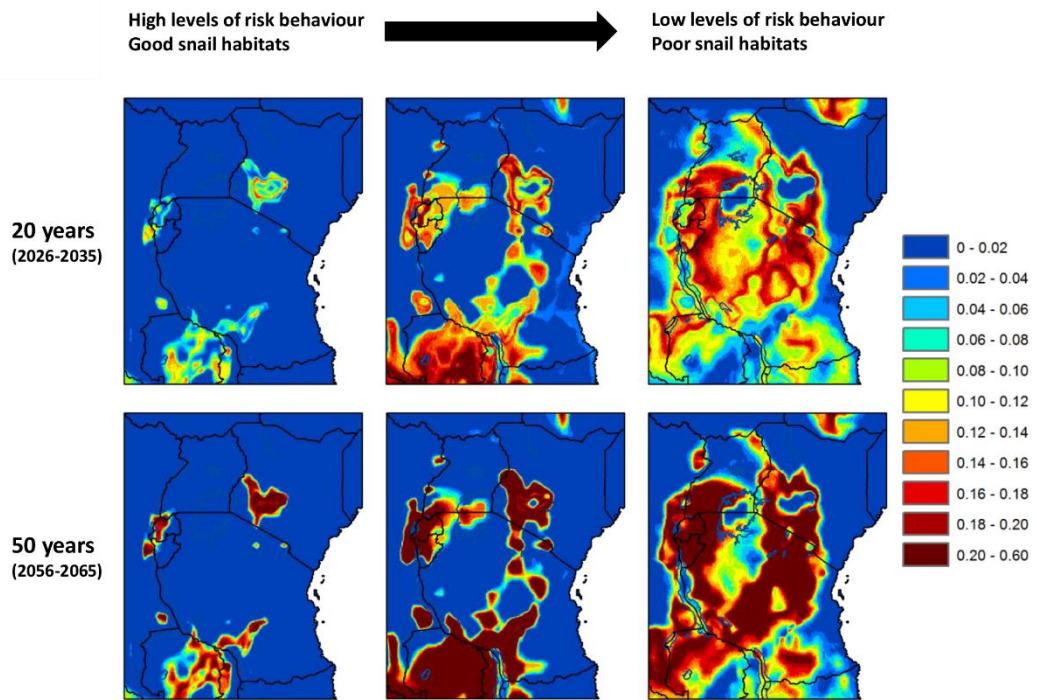 High levels of risk behaviour
Good snail habitats
Low levels of risk behaviour
Poor snail habitats
20 years
(2026-2035)
50 years
(2056-2065)
0 - 0.02
0.02 - 0.04
0.04 - 0.06
0.06 - 0.08
0.08 - 0.10
0.10 - 0.12
0.12 - 0.14
0.14 - 0.16
0.16 - 0.18
0.18 - 0.20
0.20 - 0.60